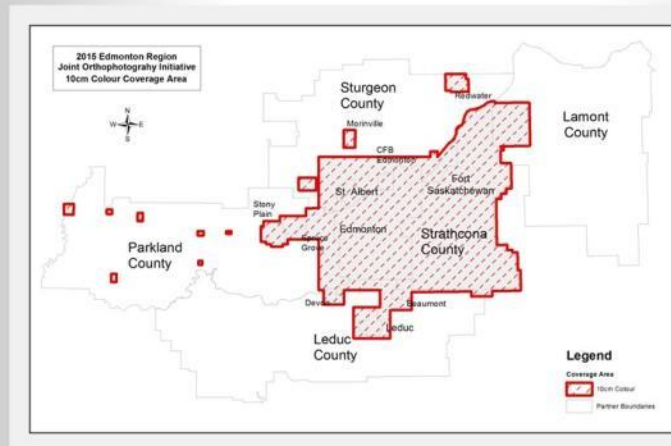 2015 Edmonton Region
Joint Orthophotograhy Initiative
10cm Colour Coverage Area
N
W E
S
Sturgeon
County
Redwater
Lamont
County
Morinville
CFB
Edmonton
St. Albert
Fort
Saskatchewan
Stony
Plain
Edmonton
Strathcona
County
Spruce
Grove
Parkland
County
Devon
Beaumont
Leduc
Leduc
County
Legend
Coverage Area
10cm Colour
Partner Boundaries